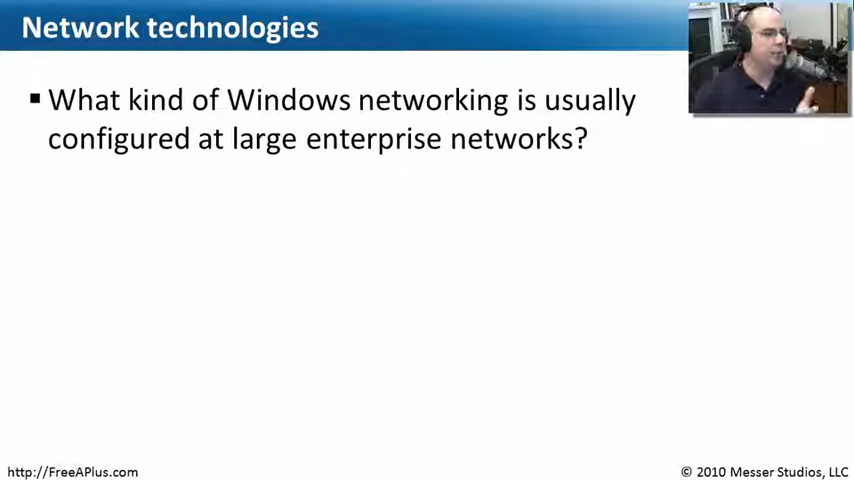 Network technologies
▪ What kind of Windows networking is usually
configured at large enterprise networks?
http://FreeAPlus.com
© 2010 Messer Studios, LLC